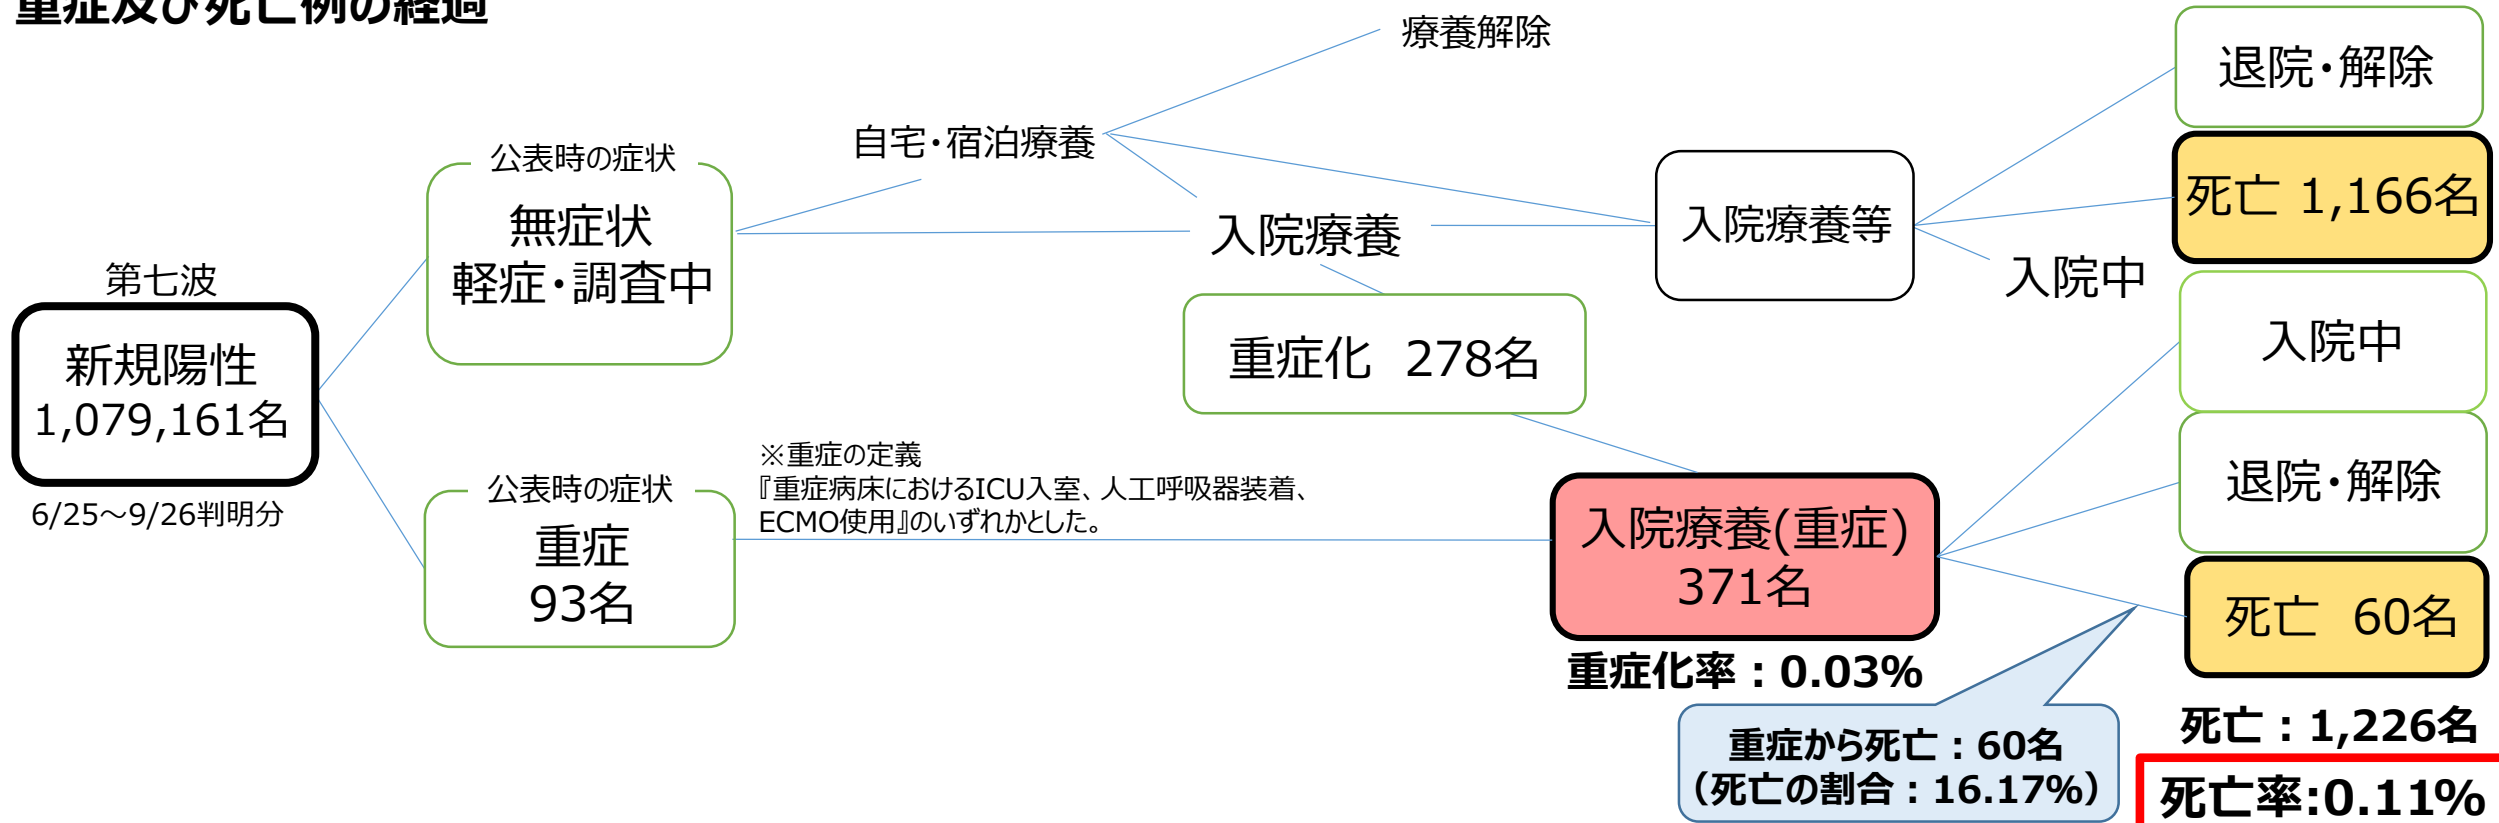 重症及び死亡例の経過
療養解除
退院・解除
自宅・宿泊療養
公表時の症状
無症状
軽症・調査中
死亡 1,166名
入院療養
入院療養等
入院中
第七波
新規陽性
1,079,161名
6/25～9/26判明分
重症化 278名
入院中
※重症の定義
『重症病床におけるICU入室、人工呼吸器装着、
ECMO使用』のいずれかとした。
公表時の症状
重症
93名
入院療養(重症)
371名
退院・解除
死亡 60名
重症化率：0.03%
重症から死亡：60名
（死亡の割合：16.17%）
死亡：1,226名
死亡率:0.11%